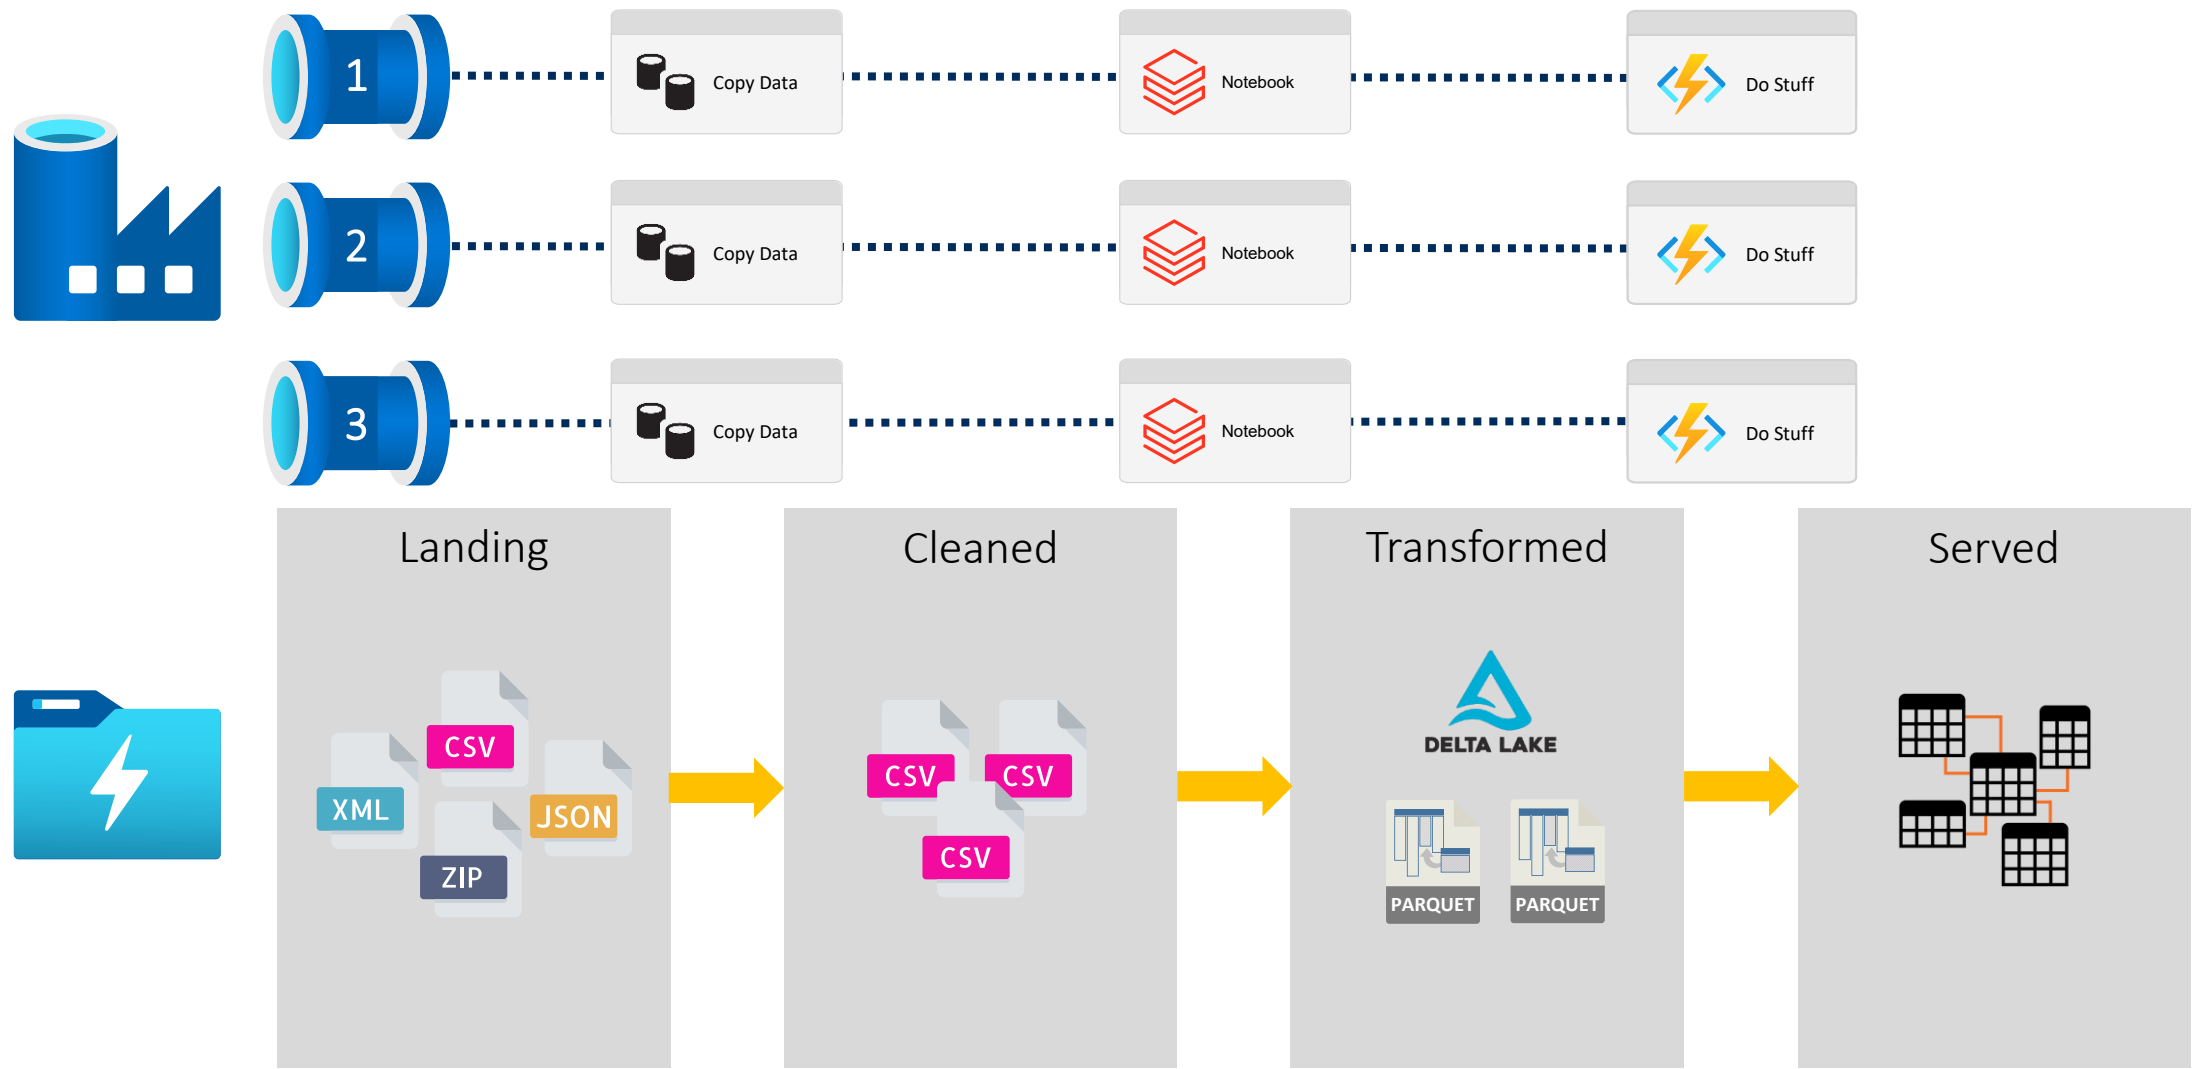 1
Copy Data
Notebook
Do Stuff
2
Copy Data
Notebook
Do Stuff
3
Copy Data
Notebook
Do Stuff
Landing
CSV
XML
JSON
ZIP
Cleaned
CSV
CSV
CSV
Transformed
DELTA LAKE
PARQUET
PARQUET
Served